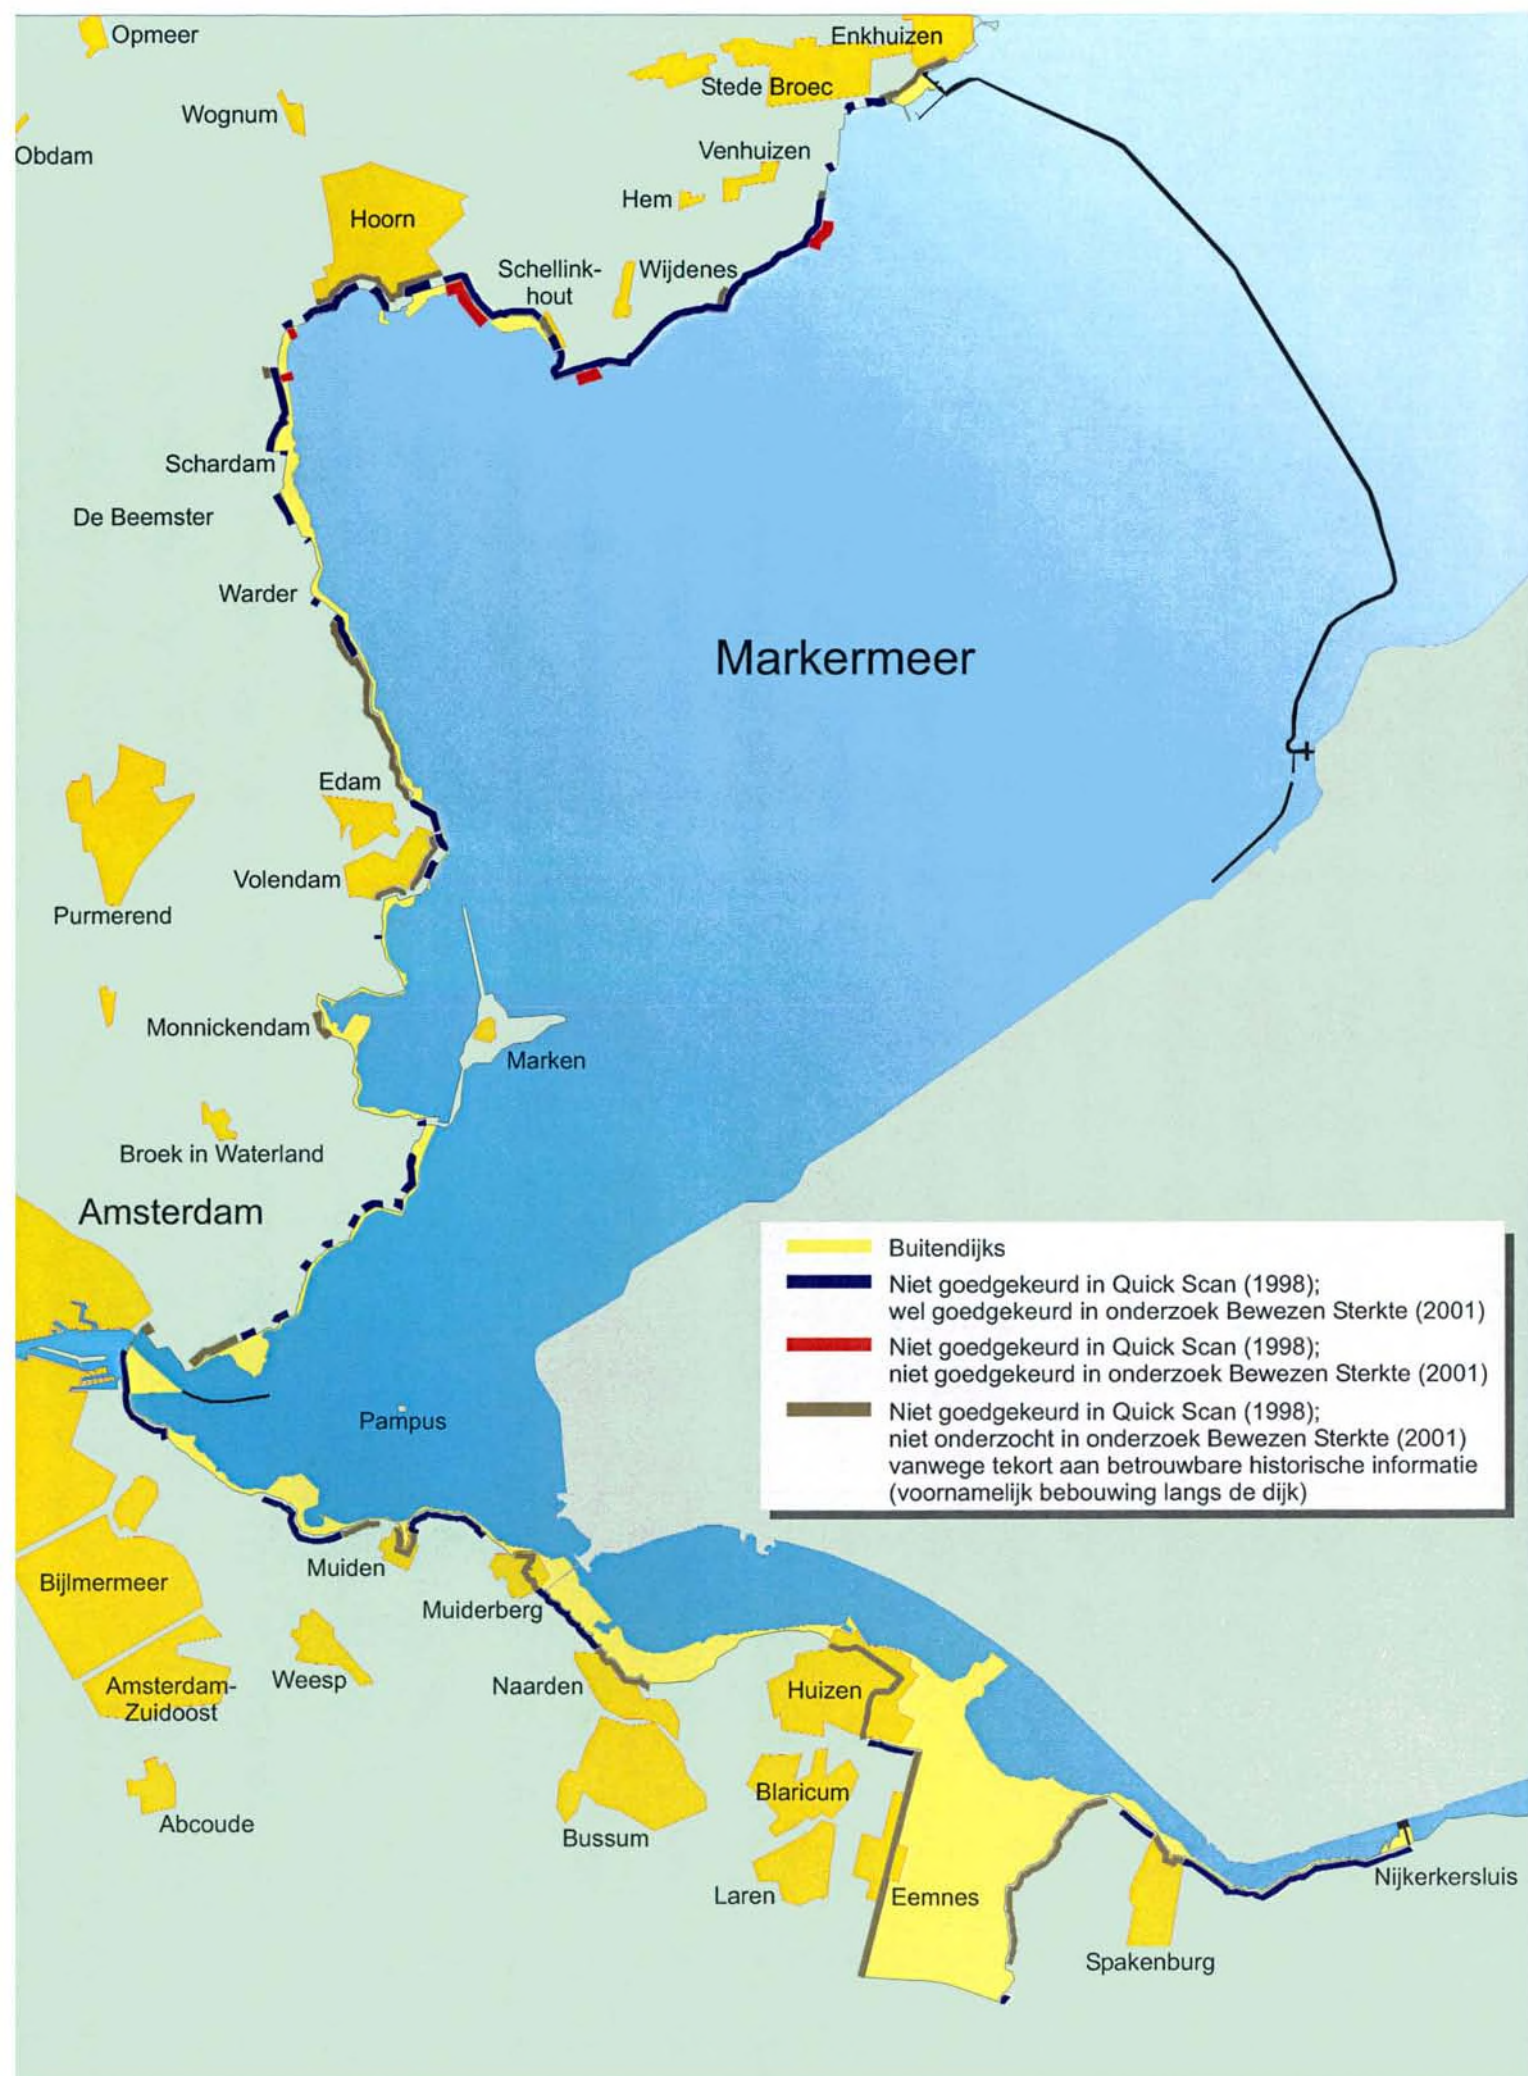 Opmeer
Enkhuizen
Stede Broec
Wognum
Obdam
Venhuizen
Hem
Hoorn
Schellink-
hout
Wijdenes
Schardam
De Beemster
Warder
Markermeer
Edam
Volendam
Purmerend
Monnickendam
Marken
Broek in Waterland
Amsterdam
Buitendijks
Niet goedgekeurd in Quick Scan (1998);
wel goedgekeurd in onderzoek Bewezen Sterkte (2001)
Niet goedgekeurd in Quick Scan (1998);
niet goedgekeurd in onderzoek Bewezen Sterkte (2001)
Niet goedgekeurd in Quick Scan (1998);
niet onderzocht in onderzoek Bewezen Sterkte (2001)
vanwege tekort aan betrouwbare historische informatie
(voornamelijk bebouwing langs de dijk)
Pampus
Muiden
Bijlmermeer
Muiderberg
Weesp
Naarden
Amsterdam-
Zuidoost
Huizen
Blaricum
Abcoude
Bussum
Laren
Eemnes
Nijkerkersluis
Spakenburg